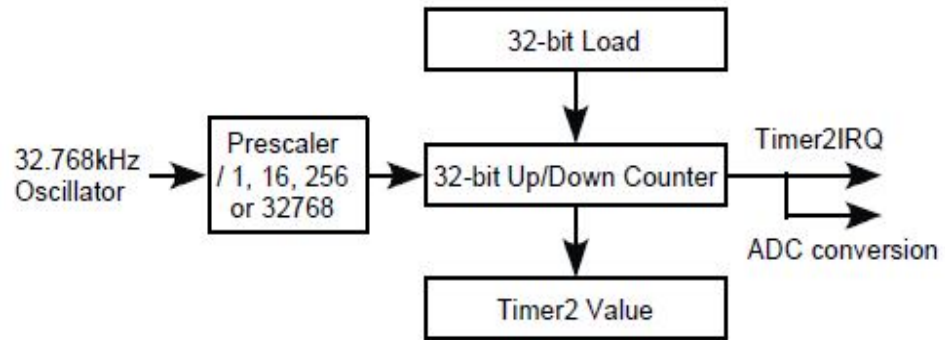 32-bit Load
32.768kHz
Oscillator
Prescaler
/ 1, 16, 256
or 32768
32-bit Up/Down Counter
Timer2IRQ
ADC conversion
Timer2 Value